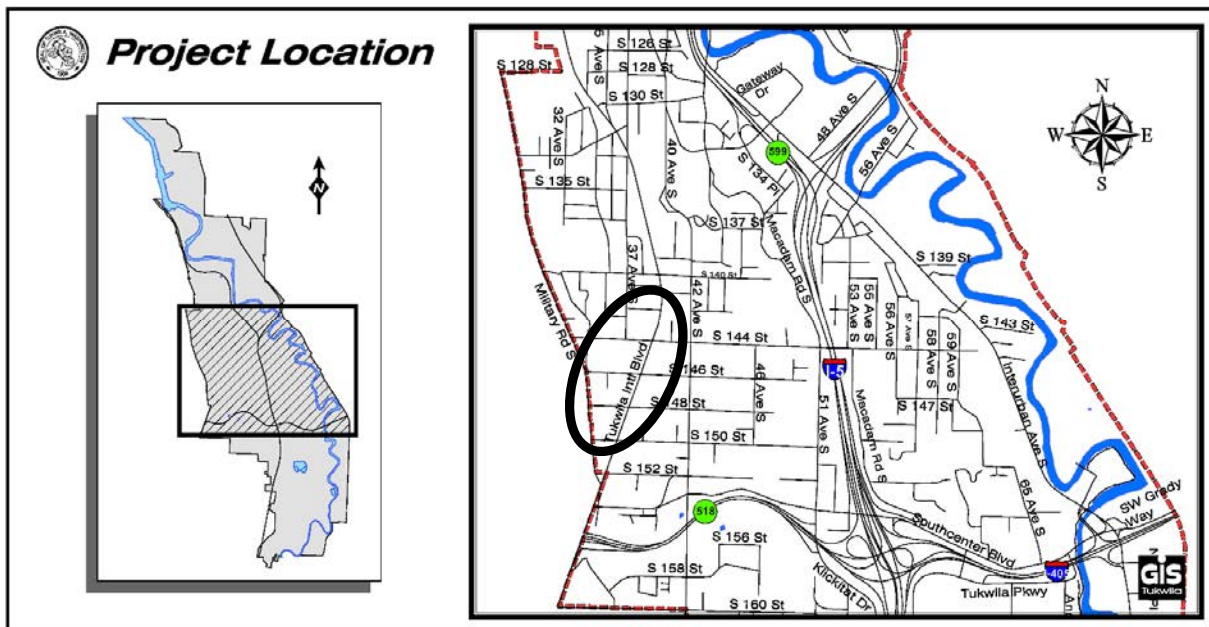 Project Location
N
S 126 St
S 128 St
S 128 St
S 130 St
Gateway Dr
32 Ave S
40 Ave S
48 Ave S
56 Ave S
599
N
W
E
S
S 134 Pl
S 135 St
S 137 St
Macadam Rd S
37 Ave S
S 139 St
S 140 St
Military Rd S
42 Ave S
53 Ave S
55 Ave S
56 Ave S
57 Ave S
58 Ave S
59 Ave S
S 143 St
S 144 St
Tukwila Intl Blvd
S 146 St
46 Ave S
I-5
Interurban Ave S
S 147 St
S 148 St
51 Ave S
Macadam Rd S
S 150 St
S 152 St
65 Ave S
SW Grady Way
518
Southcenter Blvd
S 156 St
S 158 St
Klickitat Dr
Tukwila Pkwy
S 160 St
GIS
Tukwila